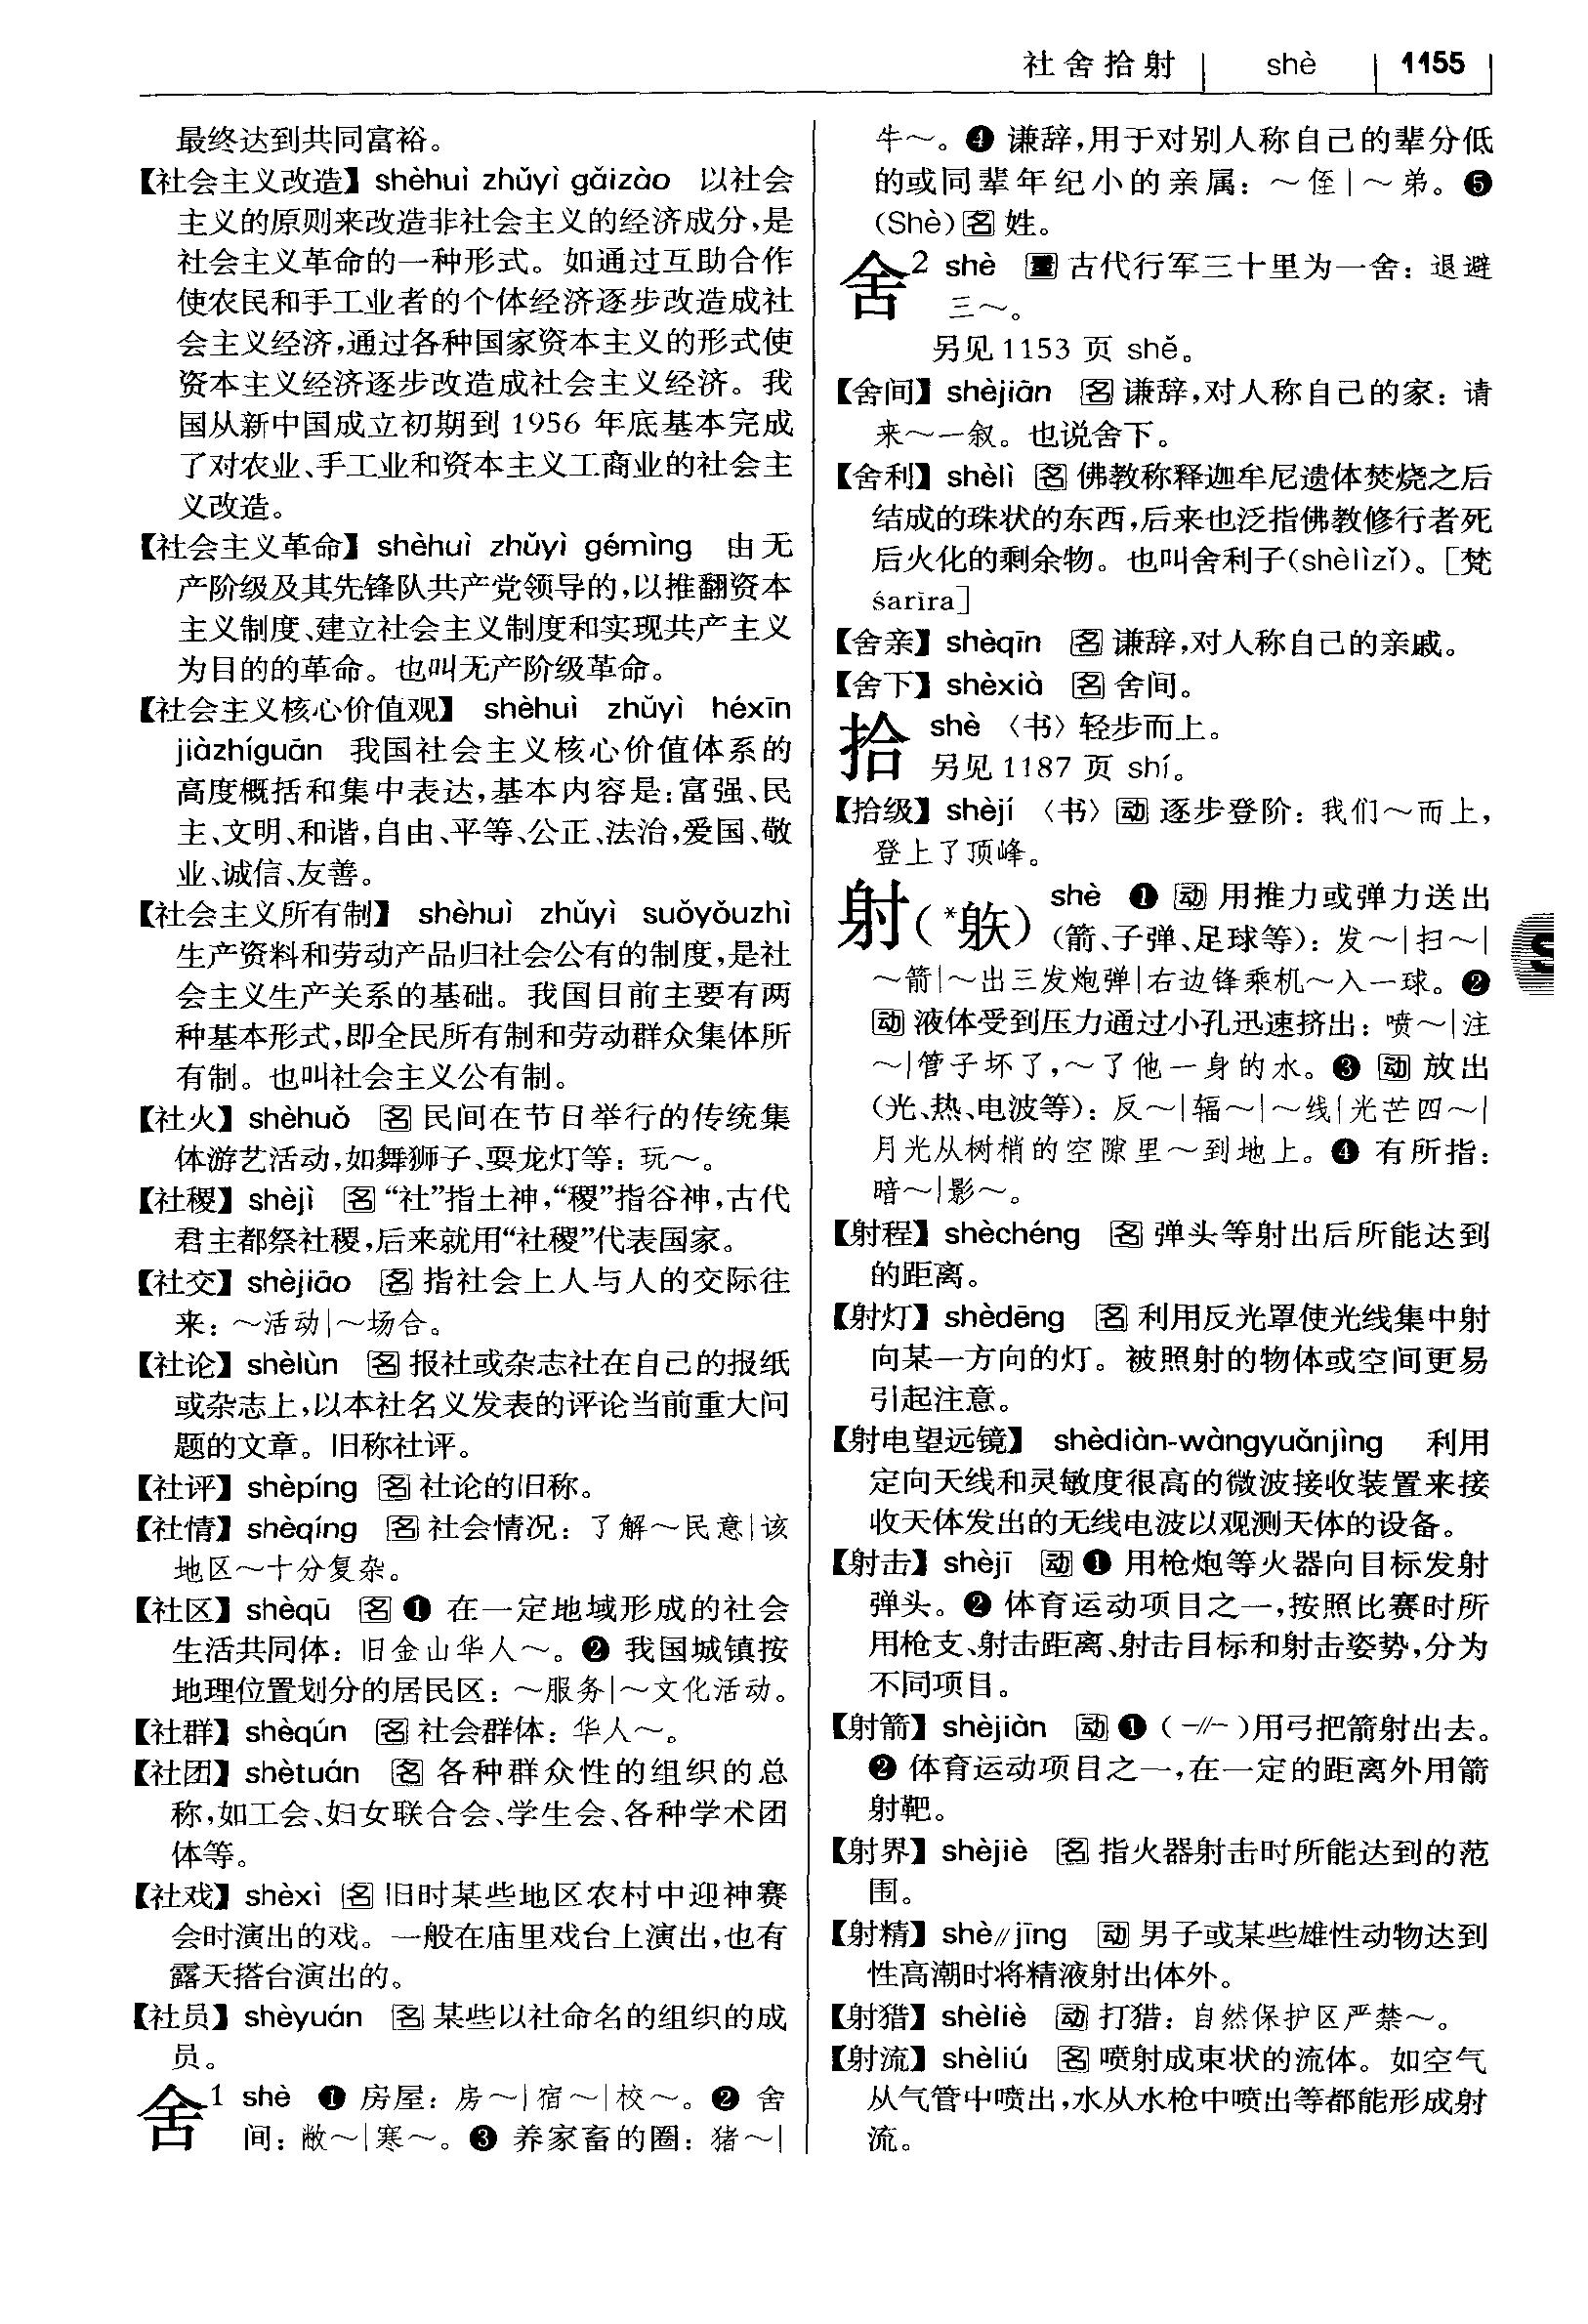 社舍拾射 shè 1155
最终达到共同富裕。
【社会主义改造】shèhuì zhǔyì gǎizào 以社会
主义的原则来改造非社会主义的经济成分,是
社会主义革命的一种形式。如通过互助合作
使农民和手工业者的个体经济逐步改造成社
会主义经济,通过各种国家资本主义的形式使
资本主义经济逐步改造成社会主义经济。我
国从新中国成立初期到 1956 年底基本完成
了对农业、手工业和资本主义工商业的社会主
义改造。
【社会主义革命】shèhuì zhǔyì gémìng 由无
产阶级及其先锋队共产党领导的,以推翻资本
主义制度、建立社会主义制度和实现共产主义
为目的的革命。也叫无产阶级革命。
【社会主义核心价值观】 shèhuì zhǔyì héxīn
jiàzhíguān 我国社会主义核心价值体系的
高度概括和集中表达,基本内容是:富强、民
主、文明、和谐,自由、平等、公正、法治,爱国、敬
业、诚信、友善。
【社会主义所有制】 shèhuì zhǔyì suǒyǒuzhì
生产资料和劳动产品归社会公有的制度,是社
会主义生产关系的基础。我国目前主要有两
种基本形式,即全民所有制和劳动群众集体所
有制。也叫社会主义公有制。
【社火】shèhuǒ 名 民间在节日举行的传统集
体游艺活动,如舞狮子、耍龙灯等:玩~。
【社稷】shèjì 名 “社”指土神,“稷”指谷神,古代
君主都祭社稷,后来就用“社稷”代表国家。
【社交】shèjiāo 名 指社会上人与人的交际往
来:~活动|~场合。
【社论】shèlùn 名 报社或杂志社在自己的报纸
或杂志上,以本社名义发表的评论当前重大问
题的文章。旧称社评。
【社评】shèpíng 名 社论的旧称。
【社情】shèqíng 名 社会情况:了解~民意|该
地区~十分复杂。
【社区】shèqū 名 ❶ 在一定地域形成的社会
生活共同体:旧金山华人~。❷ 我国城镇按
地理位置划分的居民区:~服务|~文化活动。
【社群】shèqún 名 社会群体:华人~。
【社团】shètuán 名 各种群众性的组织的总
称,如工会、妇女联合会、学生会、各种学术团
体等。
【社戏】shèxì 名 旧时某些地区农村中迎神赛
会时演出的戏。一般在庙里戏台上演出,也有
露天搭台演出的。
【社员】shèyuán 名 某些以社命名的组织的成
员。
舍¹ shè ❶ 房屋:房~|宿~|校~。❷ 舍
间:敝~|寒~。❸ 养家畜的圈:猪~|
牛~。❹ 谦辞,用于对别人称自己的辈分低
的或同辈年纪小的亲属:~侄|~弟。❺
(Shè)名 姓。
舍² shè 量 古代行军三十里为一舍:退避
三~。
另见1153 页 shě。
【舍间】shèjiān 名 谦辞,对人称自己的家:请
来~一叙。也说舍下。
【舍利】shèlì 名 佛教称释迦牟尼遗体焚烧之后
结成的珠状的东西,后来也泛指佛教修行者死
后火化的剩余物。也叫舍利子(shèlìzǐ)。[梵
śarīra]
【舍亲】shèqīn 名 谦辞,对人称自己的亲戚。
【舍下】shèxià 名 舍间。
拾 shè 〈书〉轻步而上。
另见1187 页 shí。
【拾级】shèjí 〈书〉动 逐步登阶:我们~而上,
登上了顶峰。
射(*䠶) shè ❶ 动 用推力或弹力送出
(箭、子弹、足球等):发~|扫~|
~箭|~出三发炮弹|右边锋乘机~入一球。❷
动 液体受到压力通过小孔迅速挤出:喷~|注
~|管子坏了,~了他一身的水。❸ 动 放出
(光、热、电波等):反~|辐~|~线|光芒四~|
月光从树梢的空隙里~到地上。❹ 有所指:
暗~|影~。
【射程】shèchéng 名 弹头等射出后所能达到
的距离。
【射灯】shèdēng 名 利用反光罩使光线集中射
向某一方向的灯。被照射的物体或空间更易
引起注意。
【射电望远镜】 shèdiàn-wàngyuǎnjìng 利用
定向天线和灵敏度很高的微波接收装置来接
收天体发出的无线电波以观测天体的设备。
【射击】shèjī 动 ❶ 用枪炮等火器向目标发射
弹头。❷ 体育运动项目之一,按照比赛时所
用枪支、射击距离、射击目标和射击姿势,分为
不同项目。
【射箭】shèjiàn 动 ❶ (-//-)用弓把箭射出去。
❷ 体育运动项目之一,在一定的距离外用箭
射靶。
【射界】shèjiè 名 指火器射击时所能达到的范
围。
【射精】shè//jīng 动 男子或某些雄性动物达到
性高潮时将精液射出体外。
【射猎】shèliè 动 打猎:自然保护区严禁~。
【射流】shèliú 名 喷射成束状的流体。如空气
从气管中喷出,水从水枪中喷出等都能形成射
流。
S